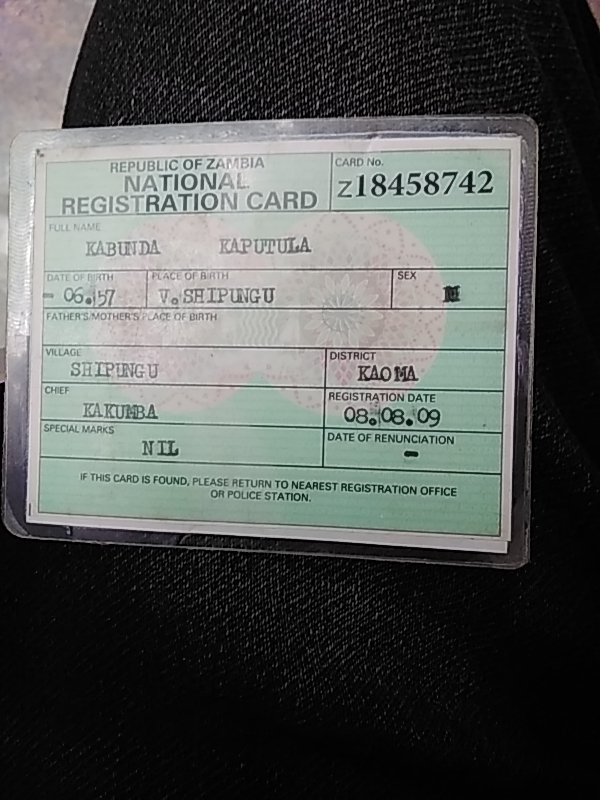 REPUBLIC OF ZAMBIA
NATIONAL
REGISTRATION CARD
CARD No.
Z18458742
FULL NAME
KABUNDA KAPUTULA
DATE OF BIRTH
- 06.57
PLACE OF BIRTH
V. SHIPUNGU
SEX
M
FATHER'S/MOTHER'S PLACE OF BIRTH
VILLAGE
SHIPUNGU
DISTRICT
KAOMA
CHIEF
KAKUMBA
REGISTRATION DATE
08.08.09
SPECIAL MARKS
NIL
DATE OF RENUNCIATION
-
IF THIS CARD IS FOUND, PLEASE RETURN TO NEAREST REGISTRATION OFFICE
OR POLICE STATION.